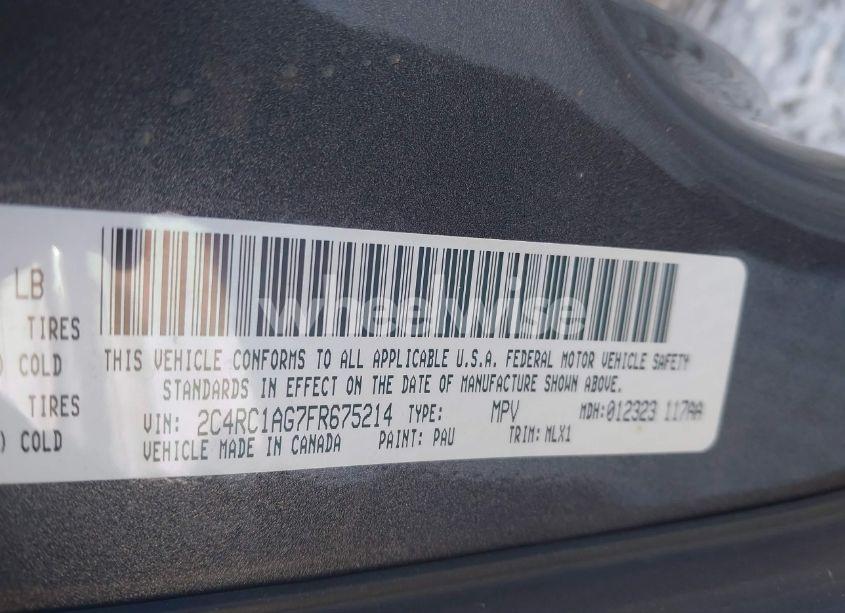 LB
TIRES
) COLD
TIRES
) COLD
wheelwise
THIS VEHICLE CONFORMS TO ALL APPLICABLE U.S.A. FEDERAL MOTOR VEHICLE SAFETY
STANDARDS IN EFFECT ON THE DATE OF MANUFACTURE SHOWN ABOVE.
VIN: 2C4RC1AG7FR675214 TYPE: MPV MDH:012323 117AA
VEHICLE MADE IN CANADA PAINT: PAU TRIM: MLX1